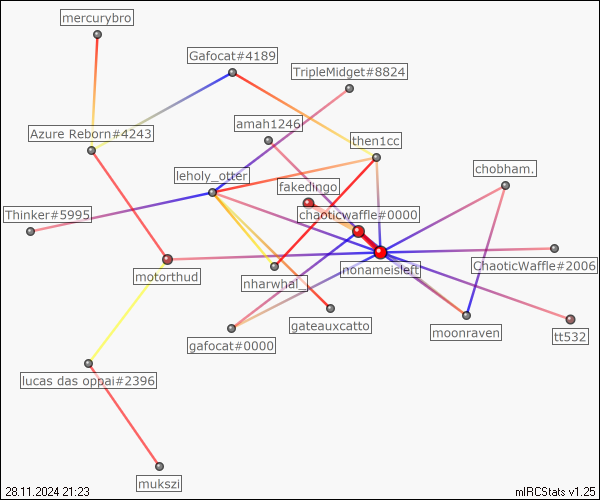 mercurybro
Gafocat#4189
TripleMidget#8824
amah1246
Azure Reborn#4243
then1cc
chobham.
leholy_otter
fakedngo
Thinker#5995
chaoticwaffle#0000
motorthud
nonameisleft
ChaoticWaffle#2006
nharwhal_
gateauxcatto
moonraven
tt532
gafocat#0000
lucas das oppai#2396
mukszi
28.11.2024 21:23
mIRCStats v1.25